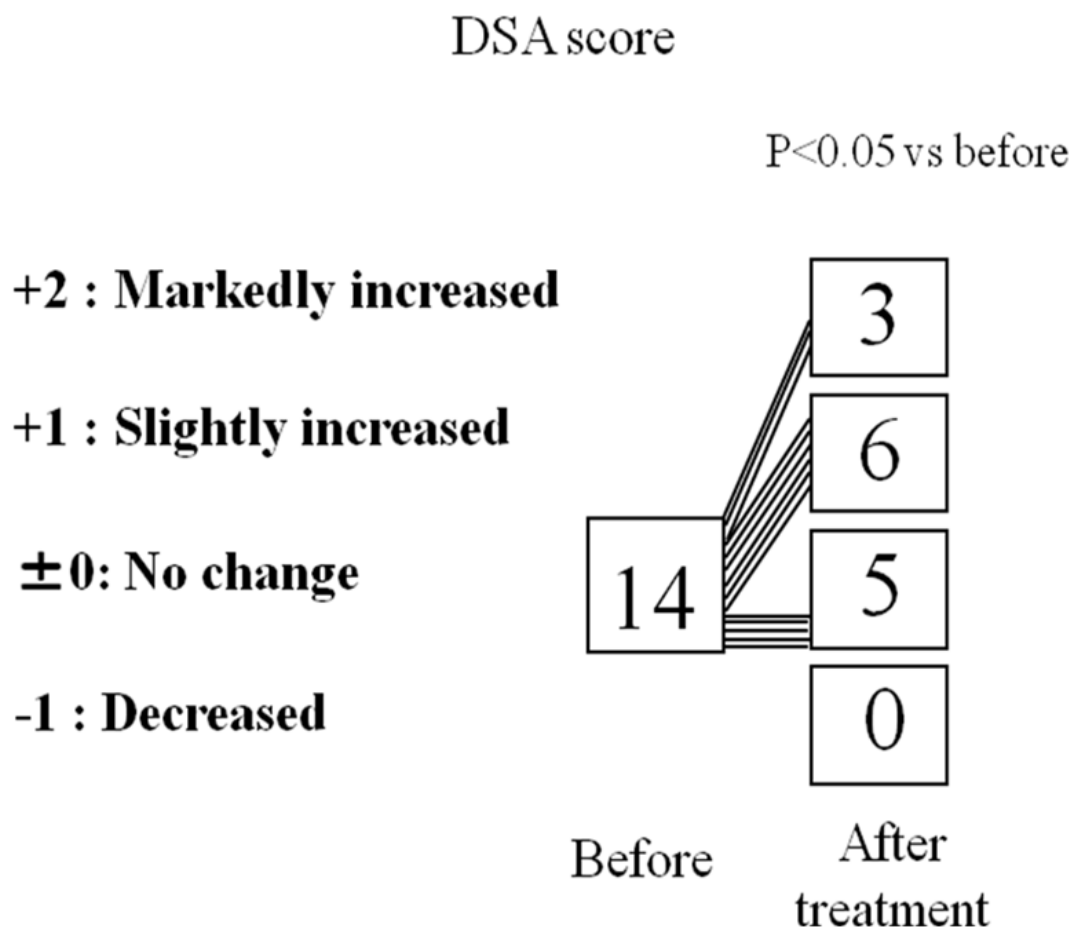 DSA score
P<0.05 vs before
+2 : Markedly increased
3
+1 : Slightly increased
6
±0: No change
14
5
-1 : Decreased
0
Before
After
treatment